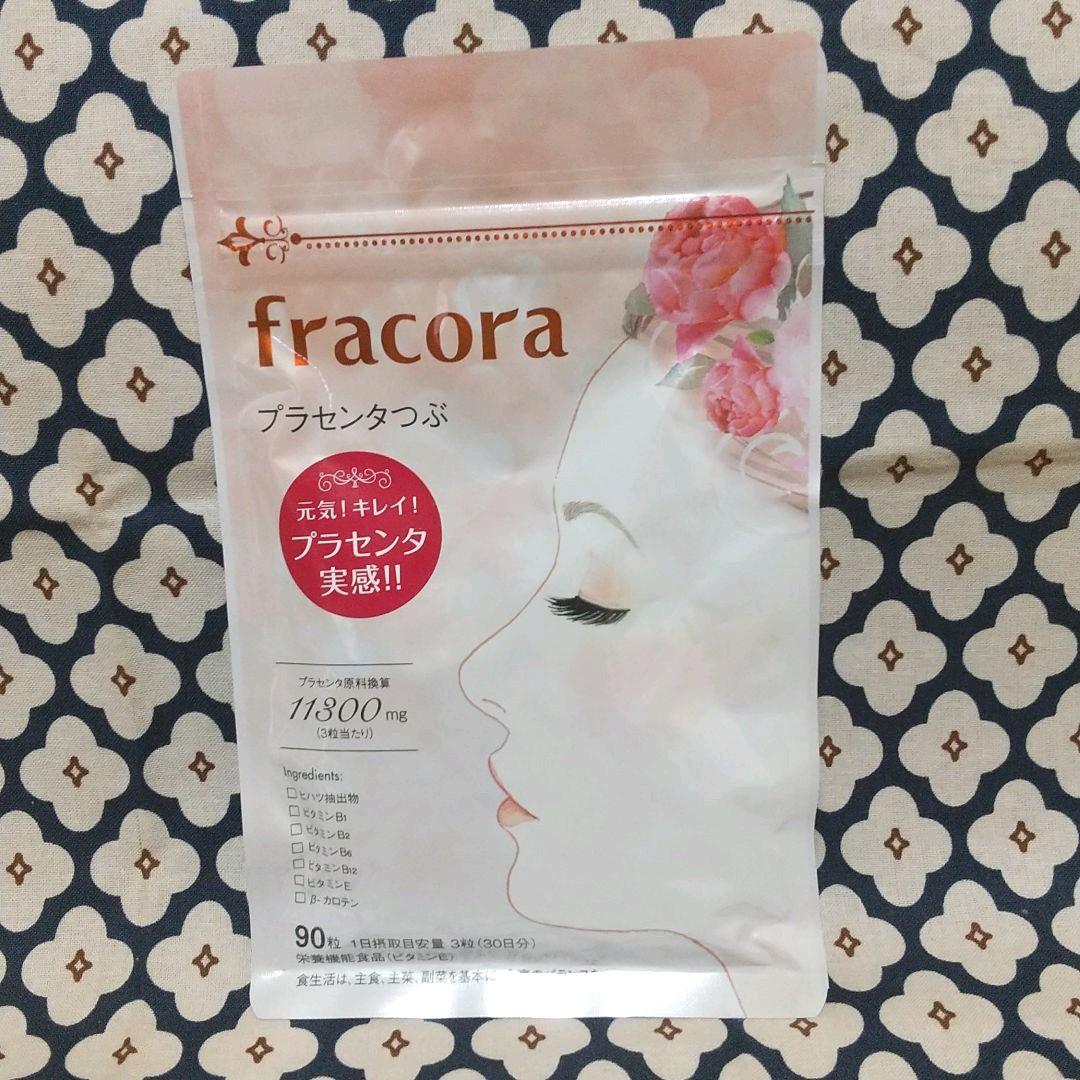 fracora
プラセンタつぶ
元気!キレイ!
プラセンタ
実感!!
プラセンタ原料換算
11300mg
(3粒当たり)
Ingredients:
□ヒハツ抽出物
□ビタミンB1
□ビタミンB2
□ビタミンB6
□ビタミンB12
□ビタミンE
□β-カロテン
90粒 1日摂取目安量 3粒(30日分)
栄養機能食品(ビタミンE)
食生活は、主食、主菜、副菜を基本に